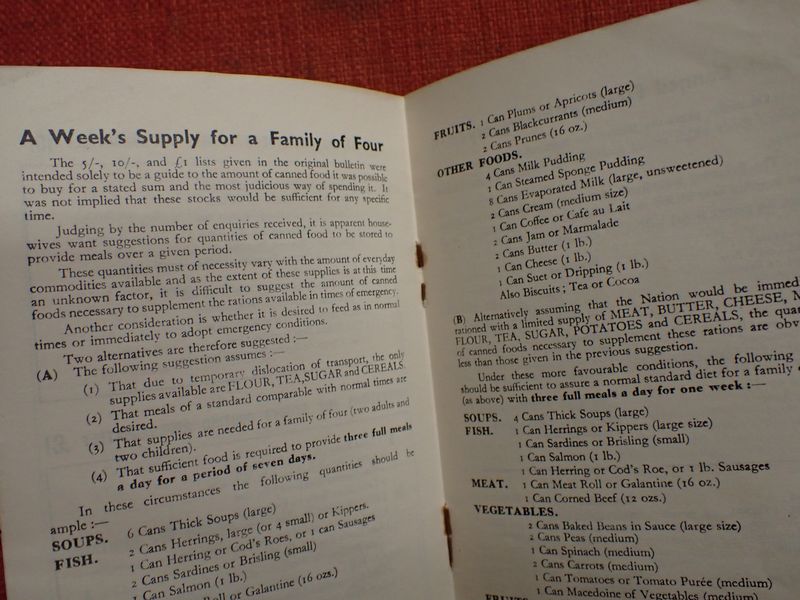 A Week's Supply for a Family of Four
The 5/-, 10/-, and £1 lists given in the original bulletin were
intended solely to be a guide to the amount of canned food it was possible
to buy for a stated sum and the most judicious way of spending it. It
was not implied that these stocks would be sufficient for any specific
time.
Judging by the number of enquiries received, it is apparent house-
wives want suggestions for quantities of canned food to be stored to
provide meals over a given period.
These quantities must of necessity vary with the amount of everyday
commodities available and as the extent of these supplies is at this time
an unknown factor, it is difficult to suggest the amount of canned
foods necessary to supplement the rations available in times of emergency.
Another consideration is whether it is desired to feed as in normal
times or immediately to adopt emergency conditions.
Two alternatives are therefore suggested :—
(A) The following suggestion assumes :—
(1) That due to temporary dislocation of transport, the only
supplies available are FLOUR, TEA, SUGAR and CEREALS.
(2) That meals of a standard comparable with normal times are
desired.
(3) That supplies are needed for a family of four (two adults and
two children).
(4) That sufficient food is required to provide three full meals
a day for a period of seven days.
In these circumstances the following quantities should be
ample :—
SOUPS. 6 Cans Thick Soups (large)
FISH. 2 Cans Herrings, large (or 4 small) or Kippers.
1 Can Herring or Cod's Roes, or 1 can Sausages
2 Cans Sardines or Brisling (small)
1 Can Salmon (1 lb.)
Roll or Galantine (16 ozs.)
FRUITS. 1 Can Plums or Apricots (large)
2 Cans Blackcurrants (medium)
2 Cans Prunes (16 oz.)
OTHER FOODS.
4 Cans Milk Pudding
1 Can Steamed Sponge Pudding
8 Cans Evaporated Milk (large, unsweetened)
2 Cans Cream (medium size)
1 Can Coffee or Cafe au Lait
2 Cans Jam or Marmalade
2 Cans Butter (1 lb.)
1 Can Cheese (1 lb.)
1 Can Suet or Dripping (1 lb.)
Also Biscuits ; Tea or Cocoa
(B) Alternatively assuming that the Nation would be immed
rationed with a limited supply of MEAT, BUTTER, CHEESE, M
FLOUR, TEA, SUGAR, POTATOES and CEREALS, the quan
of canned foods necessary to supplement these rations are obv
less than those given in the previous suggestion.
Under these more favourable conditions, the following
should be sufficient to assure a normal standard diet for a family
(as above) with three full meals a day for one week :—
SOUPS. 4 Cans Thick Soups (large)
FISH. 1 Can Herrings or Kippers (large size)
1 Can Sardines or Brisling (small)
1 Can Salmon (1 lb.)
1 Can Herring or Cod's Roe, or 1 lb. Sausages
MEAT. 1 Can Meat Roll or Galantine (16 oz.)
1 Can Corned Beef (12 ozs.)
VEGETABLES.
2 Cans Baked Beans in Sauce (large size)
2 Cans Peas (medium)
1 Can Spinach (medium)
2 Cans Carrots (medium)
1 Can Tomatoes or Tomato Purée (medium)
1 Can Macedoine of Vegetables (medium)
FRUITS